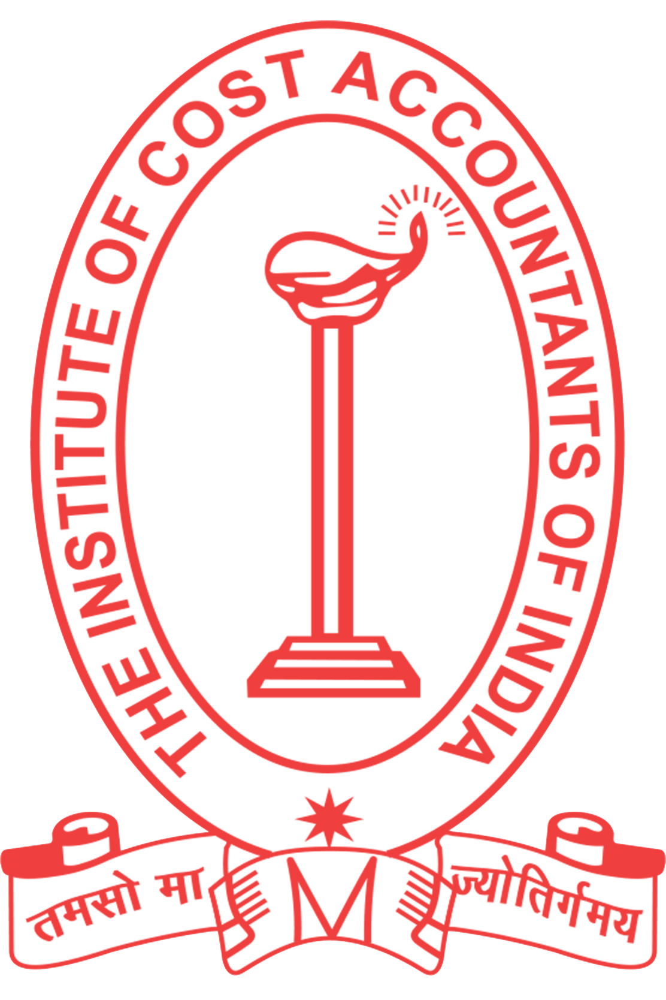 THE INSTITUTE OF COST ACCOUNTANTS OF INDIA
तमसो मा ज्योतिर्गमय